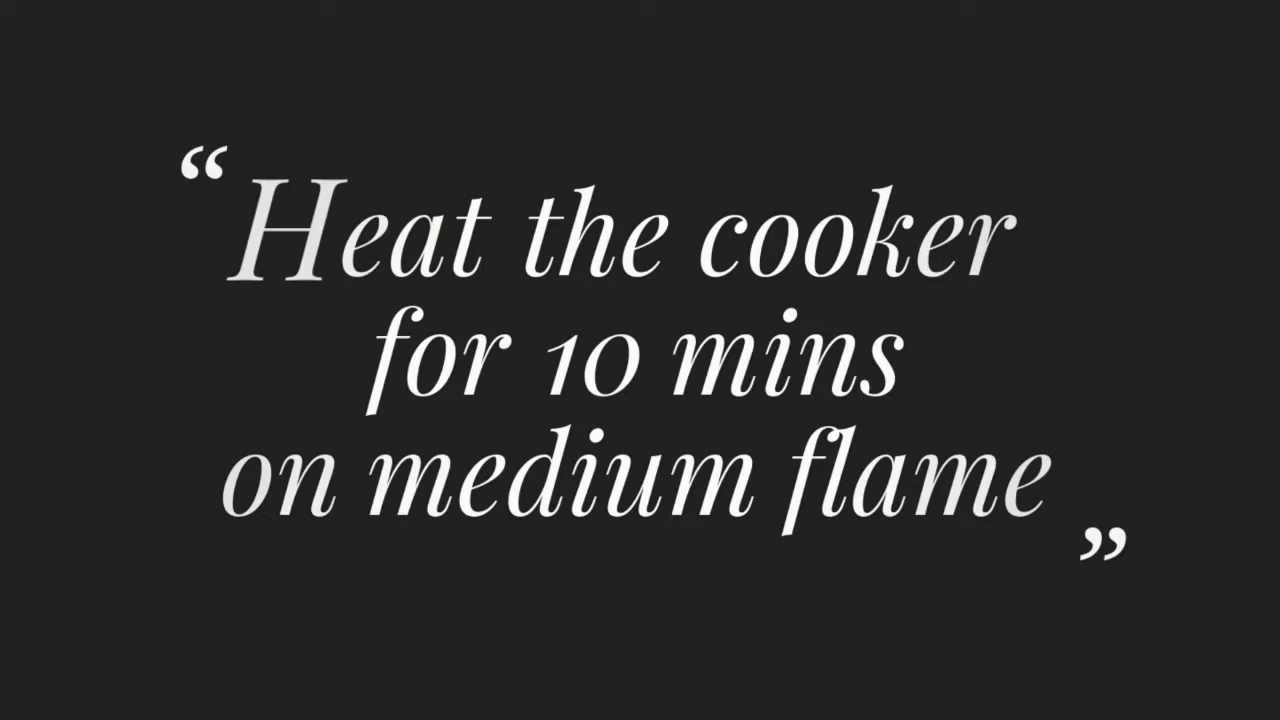 “Heat the cooker
for 10 mins
on medium flame”